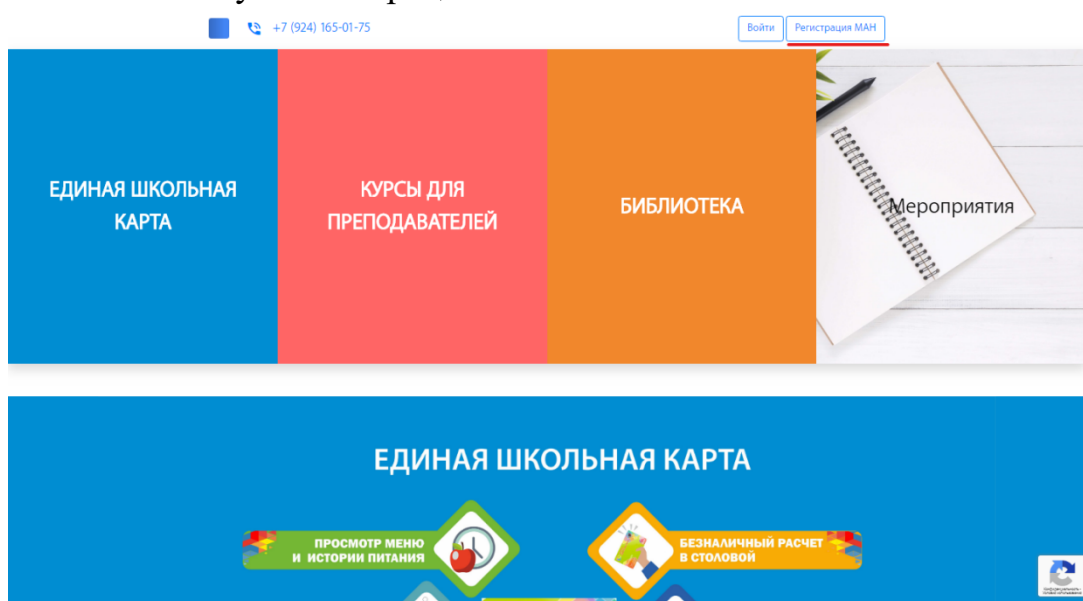 +7 (924) 165-01-75
Войти
Регистрация МАН
ЕДИНАЯ ШКОЛЬНАЯ
КАРТА
КУРСЫ ДЛЯ
ПРЕПОДАВАТЕЛЕЙ
БИБЛИОТЕКА
Мероприятия
ЕДИНАЯ ШКОЛЬНАЯ КАРТА
ПРОСМОТР МЕНЮ
И ИСТОРИИ ПИТАНИЯ
БЕЗНАЛИЧНЫЙ РАСЧЕТ
В СТОЛОВОЙ